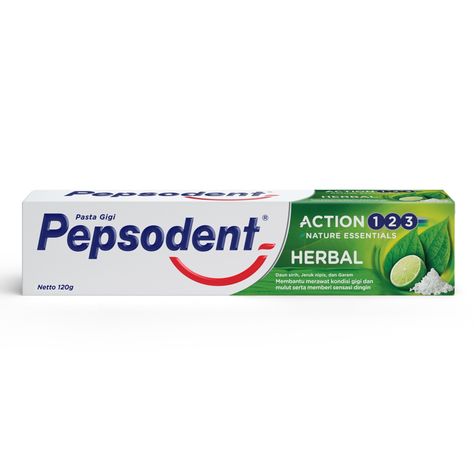 Pasta Gigi
Pepsodent®
Netto 120g
ACTION 1 2 3
NATURE ESSENTIALS
HERBAL
Daun sirih, Jeruk nipis, dan Garam
Membantu merawat kondisi gigi dan
mulut serta memberi sensasi dingin